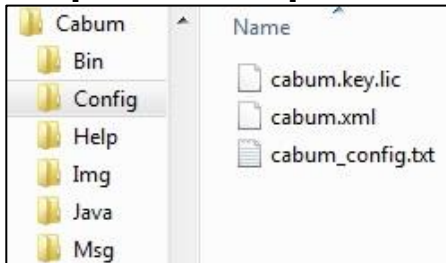 Cabum
Bin
Config
Help
Img
Java
Msg
Name
cabum.key.lic
cabum.xml
cabum_config.txt